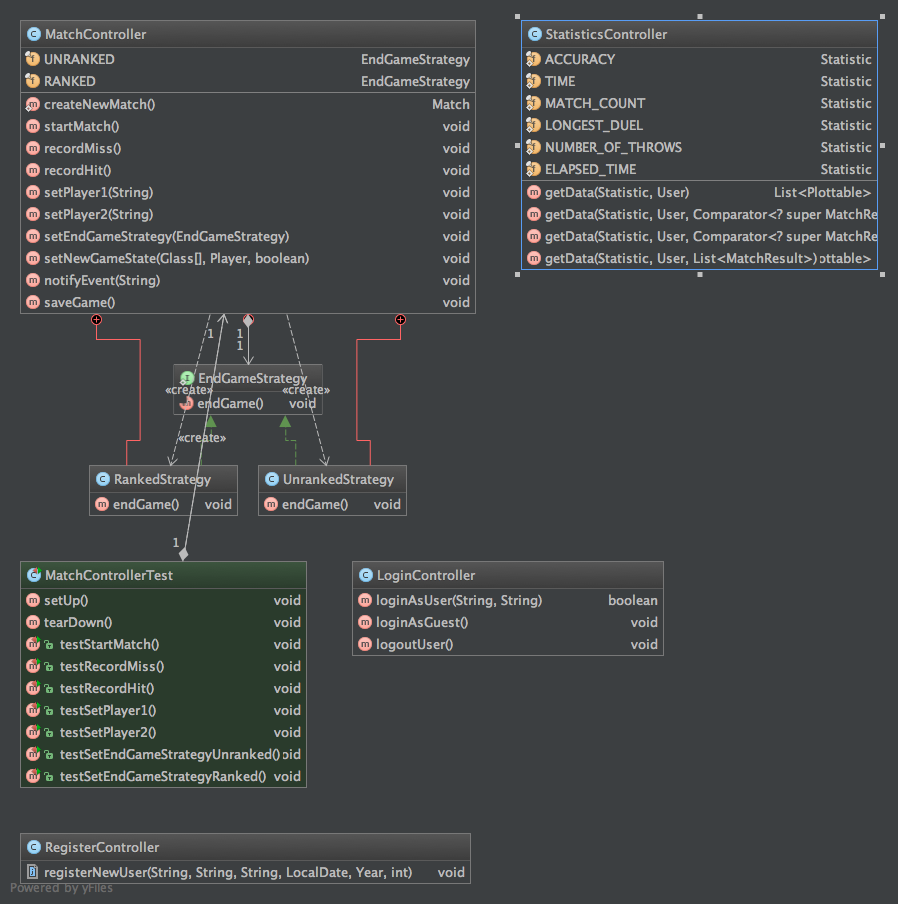 MatchController
UNRANKED EndGameStrategy
RANKED EndGameStrategy
createNewMatch() Match
startMatch() void
recordMiss() void
recordHit() void
setPlayer1(String) void
setPlayer2(String) void
setEndGameStrategy(EndGameStrategy) void
setNewGameState(Glass[], Player, boolean) void
notifyEvent(String) void
saveGame() void
StatisticsController
ACCURACY Statistic
TIME Statistic
MATCH_COUNT Statistic
LONGEST_DUEL Statistic
NUMBER_OF_THROWS Statistic
ELAPSED_TIME Statistic
getData(Statistic, User) List<Plottable>
getData(Statistic, User, Comparator<? super MatchRe
getData(Statistic, User, Comparator<? super MatchRe
getData(Statistic, User, List<MatchResult>) ottable>
1 1
1
EndGameStrategy
«create» «create»
endGame() void
«create»
RankedStrategy
endGame() void
UnrankedStrategy
endGame() void
1
MatchControllerTest
setUp() void
tearDown() void
testStartMatch() void
testRecordMiss() void
testRecordHit() void
testSetPlayer1() void
testSetPlayer2() void
testSetEndGameStrategyUnranked() oid
testSetEndGameStrategyRanked() void
LoginController
loginAsUser(String, String) boolean
loginAsGuest() void
logoutUser() void
RegisterController
registerNewUser(String, String, String, LocalDate, Year, int) void
Powered by yFiles